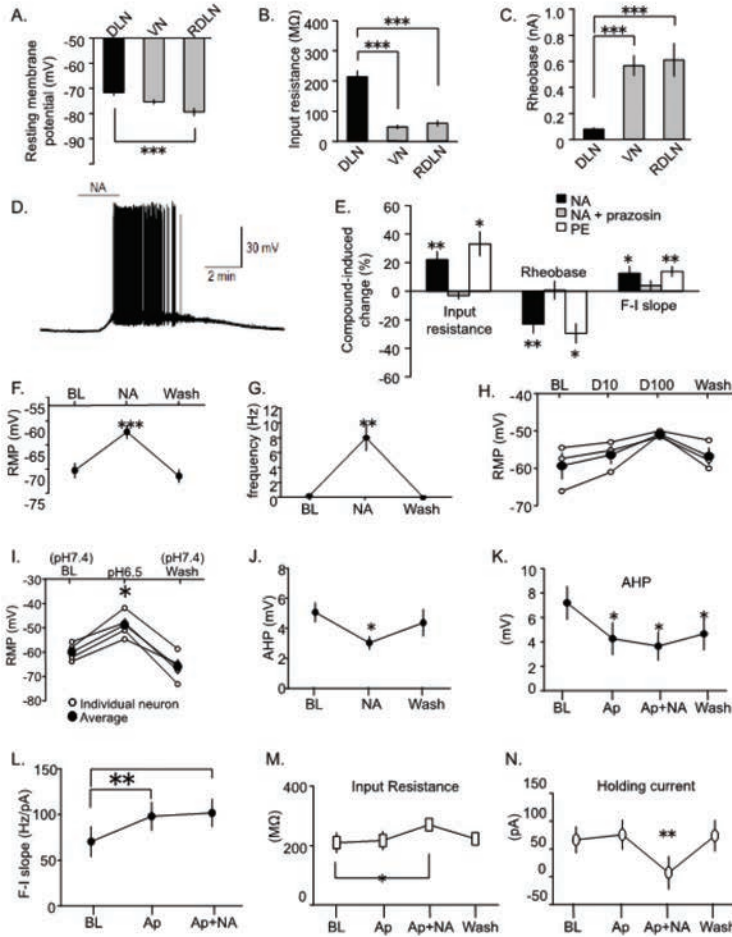 A.
DLN VN RDLN
-50
-60
-70
-80
-90
-100
Resting membrane potential (mV)
***
B.
Input resistance (MΩ)
400
300
200
100
0
***
***
DLN VN RDLN
C.
Rheobase (nA)
1.0
0.8
0.6
0.4
0.2
0
***
***
DLN VN RDLN
D.
NA
30 mV
2 min
E.
NA
NA + prazosin
PE
Compound-induced change (%)
60
40
20
0
-20
-40
-60
**
*
Input resistance
Rheobase
**
*
*
**
F-I slope
F.
BL NA Wash
-55
-60
-65
-70
-75
RMP (mV)
***
G.
frequency (Hz)
12
10
8
6
4
2
0
**
BL NA Wash
H.
BL D10 D100 Wash
-50
-60
-70
RMP (mV)
I.
(pH7.4) (pH7.4)
BL pH6.5 Wash
-30
-40
-50
-60
-70
-80
RMP (mV)
*
Individual neuron
Average
J.
AHP (mV)
8
6
4
2
0
*
BL NA Wash
K.
AHP
(mV)
10
8
6
4
2
0
* * *
BL Ap Ap+NA Wash
L.
F-I slope (Hz/pA)
150
100
50
0
**
BL Ap Ap+NA
M.
Input Resistance
(MΩ)
400
200
0
*
BL Ap Ap+NA Wash
N.
Holding current
(pA)
150
100
50
0
50
**
BL Ap Ap+NA Wash